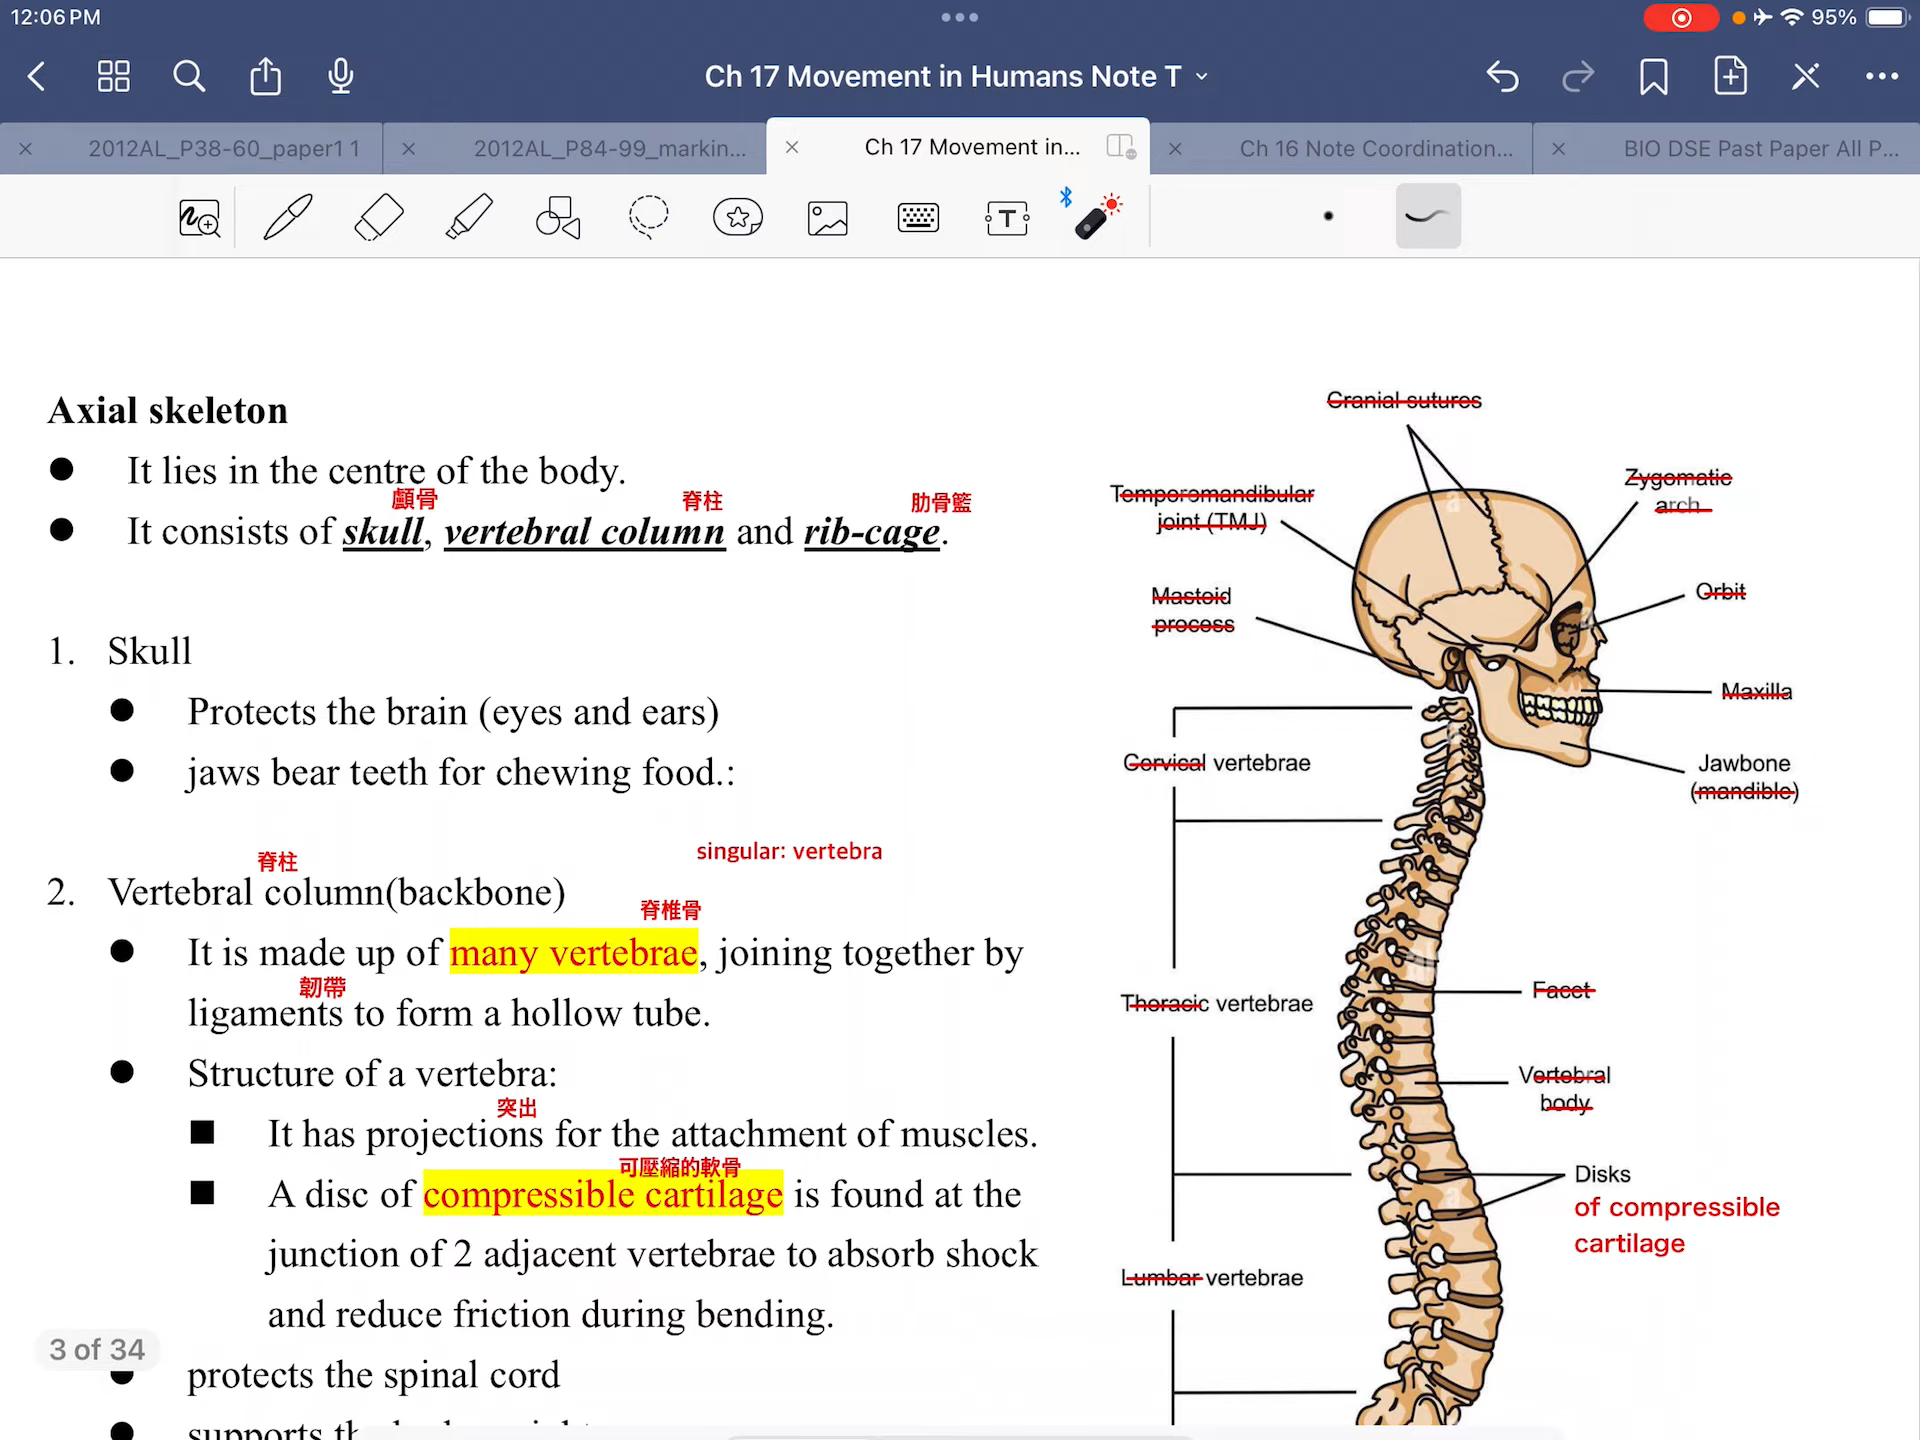 12:06 PM
95%
Ch 17 Movement in Humans Note T
2012AL_P38-60_paper1 1
2012AL_P84-99_markin...
Ch 17 Movement in...
Ch 16 Note Coordination...
BIO DSE Past Paper All P...
Axial skeleton
It lies in the centre of the body.
顱骨 脊柱 肋骨籃
It consists of skull, vertebral column and rib-cage.
1. Skull
Protects the brain (eyes and ears)
jaws bear teeth for chewing food.:
singular: vertebra
脊柱
2. Vertebral column(backbone)
脊椎骨
It is made up of many vertebrae, joining together by
韌帶
ligaments to form a hollow tube.
Structure of a vertebra:
突出
It has projections for the attachment of muscles.
可壓縮的軟骨
A disc of compressible cartilage is found at the
junction of 2 adjacent vertebrae to absorb shock
and reduce friction during bending.
protects the spinal cord
3 of 34
Cranial sutures
Temporomandibular
joint (TMJ)
Zygomatic
arch
Mastoid
process
Orbit
Maxilla
Cervical vertebrae
Jawbone
(mandible)
Thoracic vertebrae
Facet
Vertebral
body
Disks
of compressible
cartilage
Lumbar vertebrae